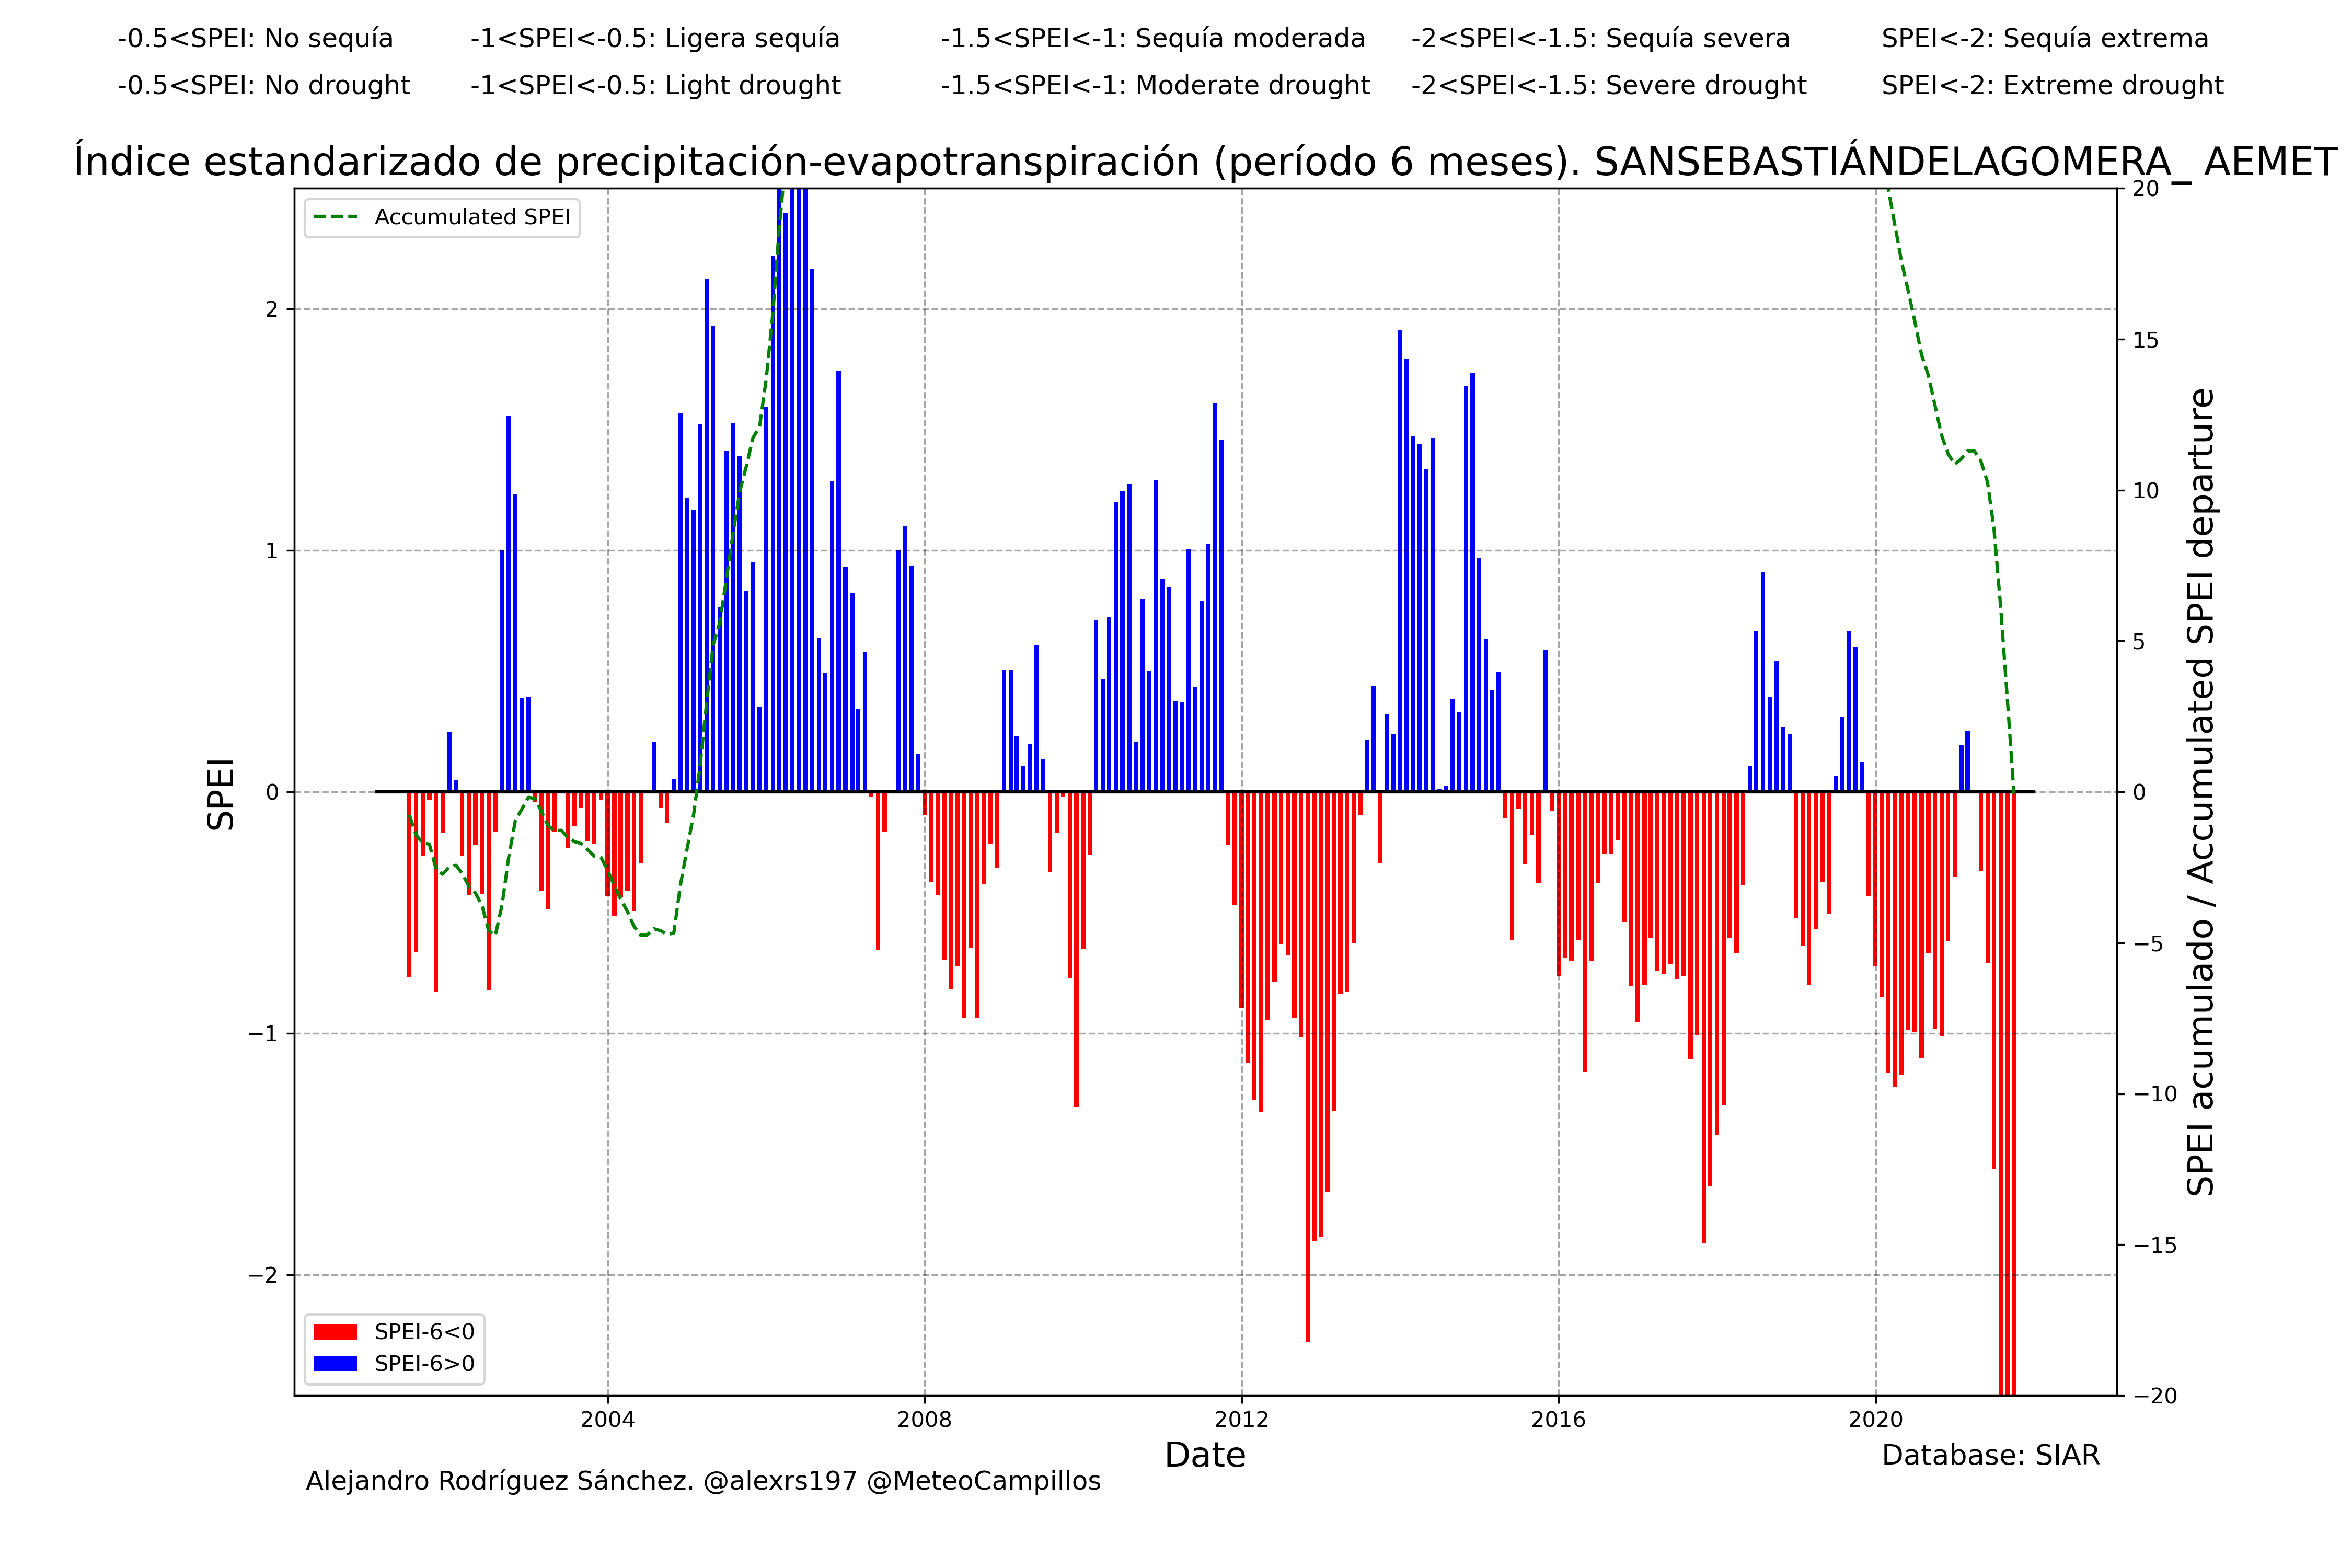 -0.5<SPEI: No sequía -1<SPEI<-0.5: Ligera sequía -1.5<SPEI<-1: Sequía moderada -2<SPEI<-1.5: Sequía severa SPEI<-2: Sequía extrema
-0.5<SPEI: No drought -1<SPEI<-0.5: Light drought -1.5<SPEI<-1: Moderate drought -2<SPEI<-1.5: Severe drought SPEI<-2: Extreme drought
Índice estandarizado de precipitación-evapotranspiración (período 6 meses). SANSEBASTIÁNDELAGOMERA_ AEMET
Accumulated SPEI
2
1
0
−1
−2
SPEI
20
15
10
5
0
−5
−10
−15
−20
SPEI acumulado / Accumulated SPEI departure
SPEI-6<0
SPEI-6>0
2004 2008 2012 2016 2020
Date
Database: SIAR
Alejandro Rodríguez Sánchez. @alexrs197 @MeteoCampillos